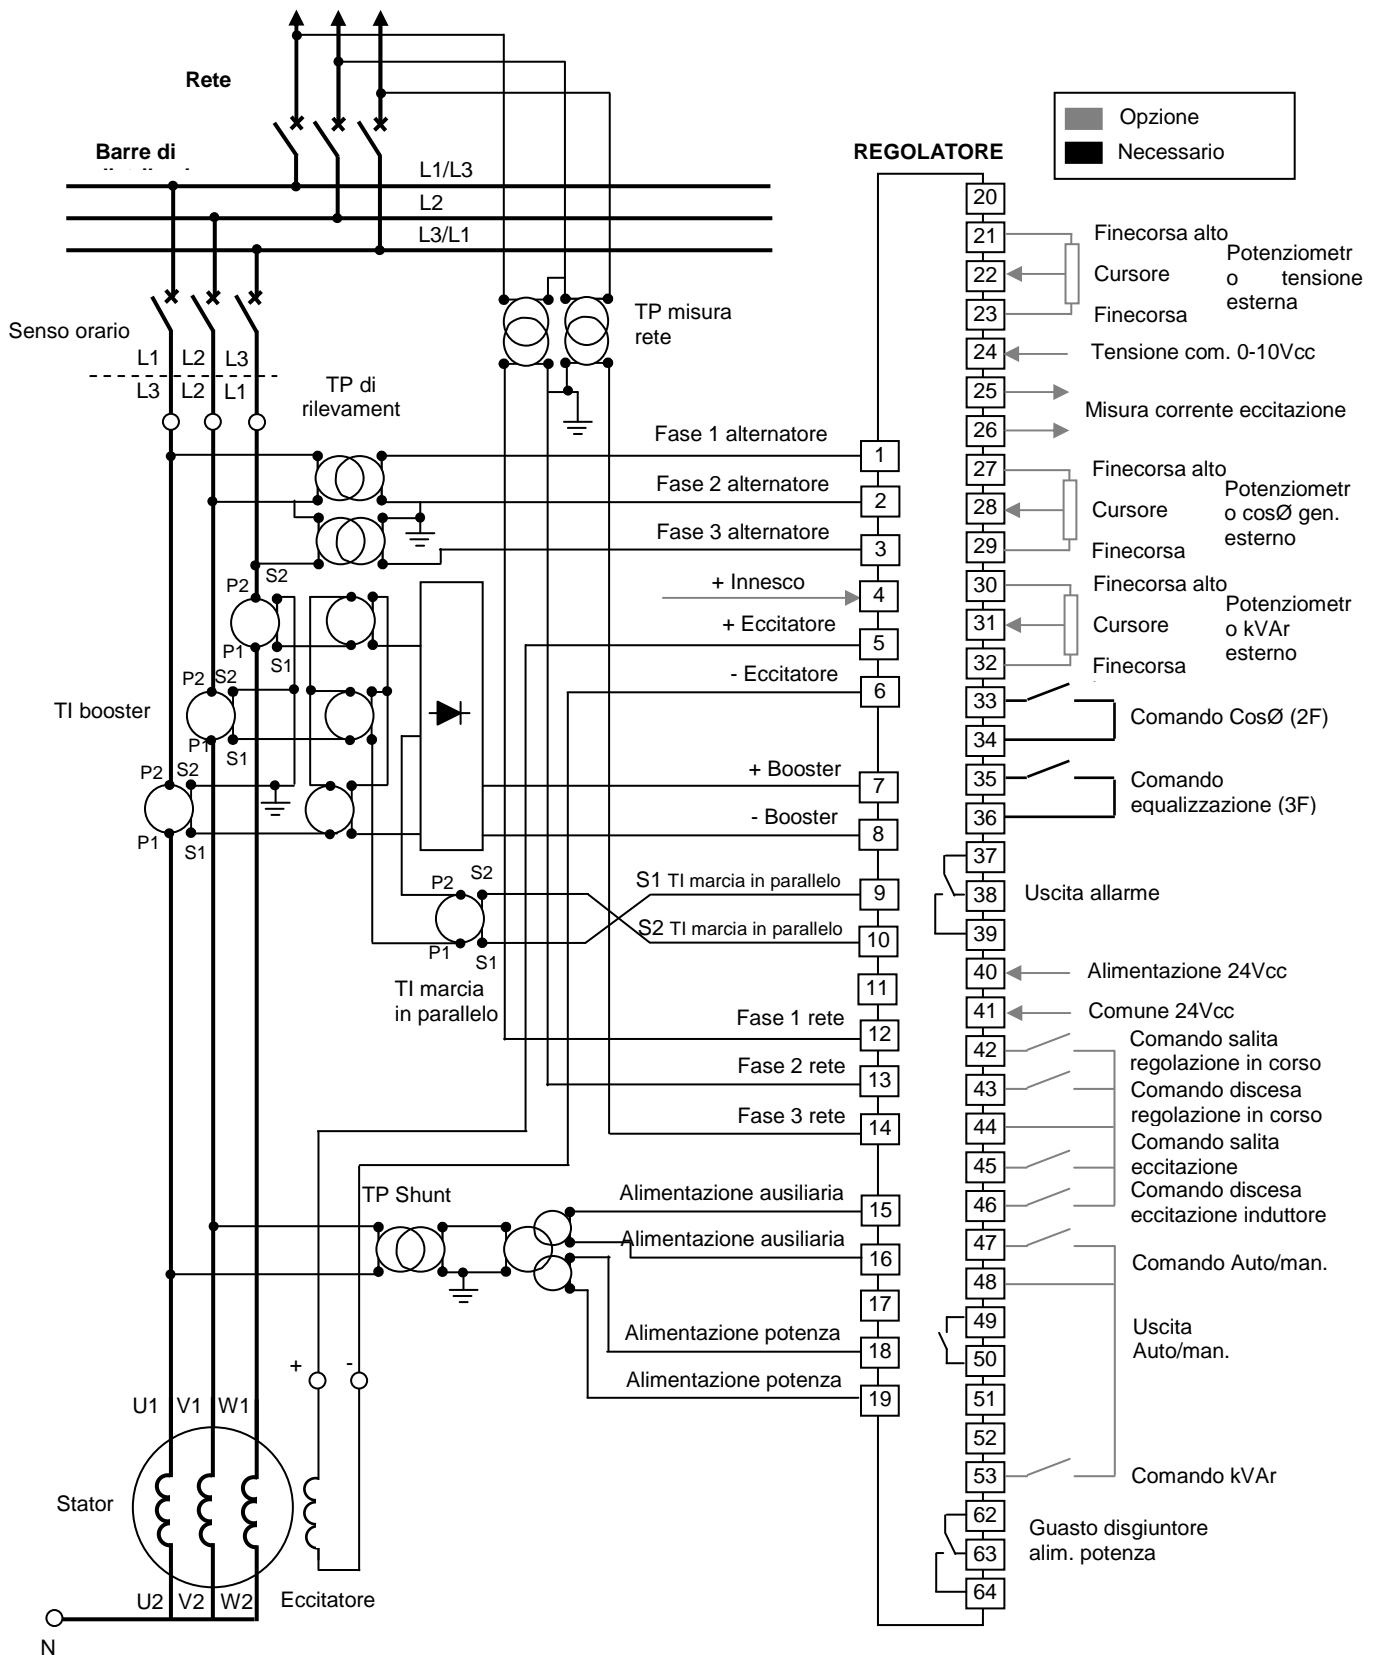 Rete
Barre di
L1/L3
L2
L3/L1
Senso orario
L1 L2 L3
L3 L2 L1
TP di
rilevament
TP misura
rete
Fase 1 alternatore
Fase 2 alternatore
Fase 3 alternatore
+ Innesco
+ Eccitatore
- Eccitatore
P2 S2
P1 S1
P2 S2
P1 S1
P2 S2
P1 S1
TI booster
+ Booster
- Booster
P2 S2
P1 S1
S1 TI marcia in parallelo
S2 TI marcia in parallelo
TI marcia
in parallelo
Fase 1 rete
Fase 2 rete
Fase 3 rete
TP Shunt
Alimentazione ausiliaria
Alimentazione ausiliaria
Alimentazione potenza
Alimentazione potenza
+ -
U1 V1 W1
Stator
U2 V2 W2
Eccitatore
N
REGOLATORE
1
2
3
4
5
6
7
8
9
10
11
12
13
14
15
16
17
18
19
Opzione
Necessario
20
21
22
23
24
25
26
27
28
29
30
31
32
33
34
35
36
37
38
39
40
41
42
43
44
45
46
47
48
49
50
51
52
53
62
63
64
Finecorsa alto
Cursore
Finecorsa
Potenziometr
o tensione
esterna
Tensione com. 0-10Vcc
Misura corrente eccitazione
Finecorsa alto
Cursore
Finecorsa
Potenziometr
o cosØ gen.
esterno
Finecorsa alto
Cursore
Finecorsa
Potenziometr
o kVAr
esterno
Comando CosØ (2F)
Comando
equalizzazione (3F)
Uscita allarme
Alimentazione 24Vcc
Comune 24Vcc
Comando salita
regolazione in corso
Comando discesa
regolazione in corso
Comando salita
eccitazione
Comando discesa
eccitazione induttore
Comando Auto/man.
Uscita
Auto/man.
Comando kVAr
Guasto disgiuntore
alim. potenza